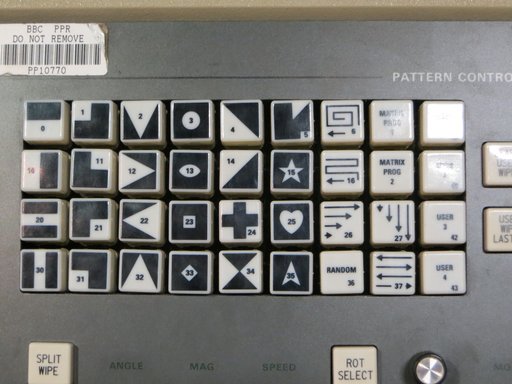 BBC PPR
DO NOT REMOVE
PP10770
PATTERN CONTRO
0
1
2
3
4
5
6
MATRIX
PROG
1
10
11
12
13
14
15
16
MATRIX
PROG
2
20
21
22
23
24
25
26
27
USER
3
42
30
31
32
33
34
35
RANDOM
36
37
USER
4
43
WIPE
USE
WIP
LAST
SPLIT
WIPE
ANGLE
MAG
SPEED
ROT
SELECT
MO